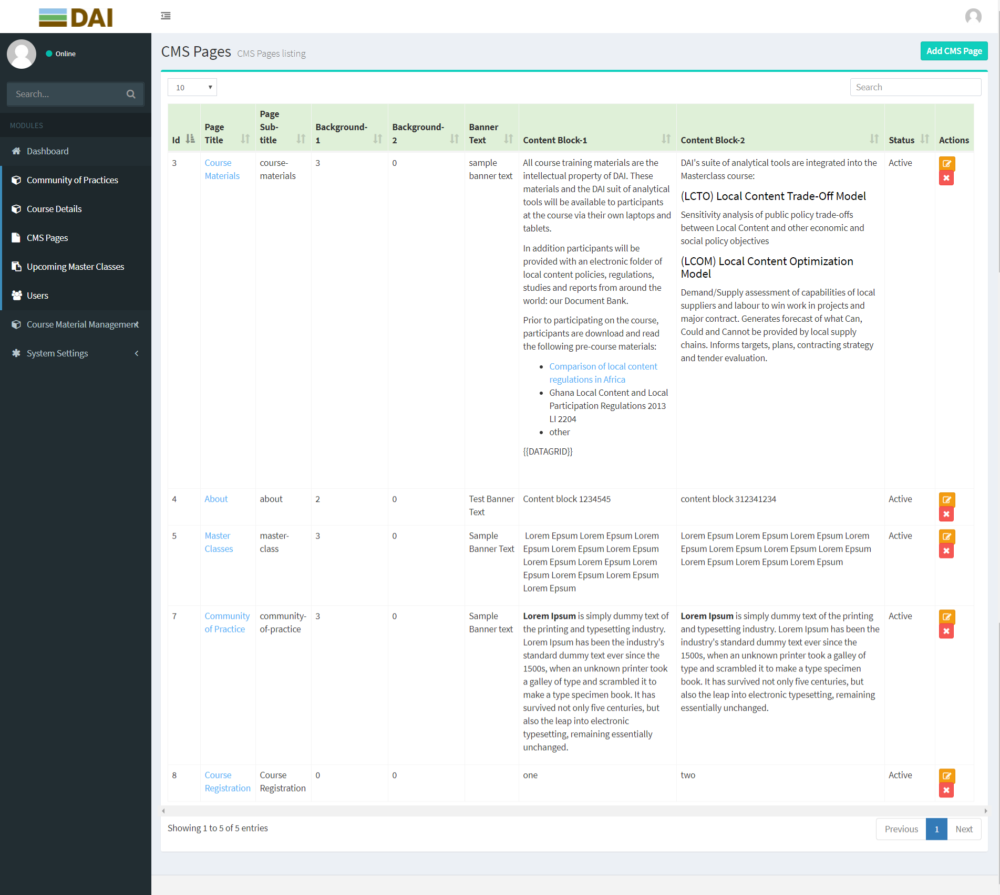 DAI
Online
Search...
MODULES
Dashboard
Community of Practices
Course Details
CMS Pages
Upcoming Master Classes
Users
Course Material Management
System Settings
CMS Pages CMS Pages listing
Add CMS Page
10
Search
Id
Page
Title
Page
Sub-
title
Background-
1
Background-
2
Banner
Text
Content Block-1
Content Block-2
Status
Actions
3
Course
Materials
course-
materials
3
0
sample
banner text
All course training materials are the
intellectual property of DAI. These
materials and the DAI suit of analytical
tools will be available to participants
at the course via their own laptops and
tablets.
In addition participants will be
provided with an electronic folder of
local content policies, regulations,
studies and reports from around the
world: our Document Bank.
Prior to participating on the course,
participants are download and read
the following pre-course materials:
Comparison of local content
regulations in Africa
Ghana Local Content and Local
Participation Regulations 2013
LI 2204
other
{{DATAGRID}}
DAI's suite of analytical tools are integrated into the
Masterclass course:
(LCTO) Local Content Trade-Off Model
Sensitivity analysis of public policy trade-offs
between Local Content and other economic and
social policy objectives
(LCOM) Local Content Optimization
Model
Demand/Supply assessment of capabilities of local
suppliers and labour to win work in projects and
major contract. Generates forecast of what Can,
Could and Cannot be provided by local supply
chains. Informs targets, plans, contracting strategy
and tender evaluation.
Active
4
About
about
2
0
Test Banner
Text
Content block 1234545
content block 312341234
Active
5
Master
Classes
master-
class
3
0
Sample
Banner Text
Lorem Epsum Lorem Epsum Lorem
Epsum Lorem Epsum Lorem Epsum
Lorem Epsum Lorem Epsum Lorem
Epsum Lorem Epsum Lorem Epsum
Lorem Epsum
Lorem Epsum Lorem Epsum Lorem Epsum Lorem
Epsum Lorem Epsum Lorem Epsum Lorem Epsum
Lorem Epsum Lorem Epsum Lorem Epsum
Active
7
Community
of Practice
community-
of-practice
3
0
Sample
Banner text
Lorem Ipsum is simply dummy text of
the printing and typesetting industry.
Lorem Ipsum has been the industry's
standard dummy text ever since the
1500s, when an unknown printer took
a galley of type and scrambled it to
make a type specimen book. It has
survived not only five centuries, but
also the leap into electronic
typesetting, remaining essentially
unchanged.
Lorem Ipsum is simply dummy text of the printing
and typesetting industry. Lorem Ipsum has been the
industry's standard dummy text ever since the
1500s, when an unknown printer took a galley of
type and scrambled it to make a type specimen
book. It has survived not only five centuries, but
also the leap into electronic typesetting, remaining
essentially unchanged.
Active
8
Course
Registration
Course
Registration
0
0
one
two
Active
Showing 1 to 5 of 5 entries
Previous
1
Next